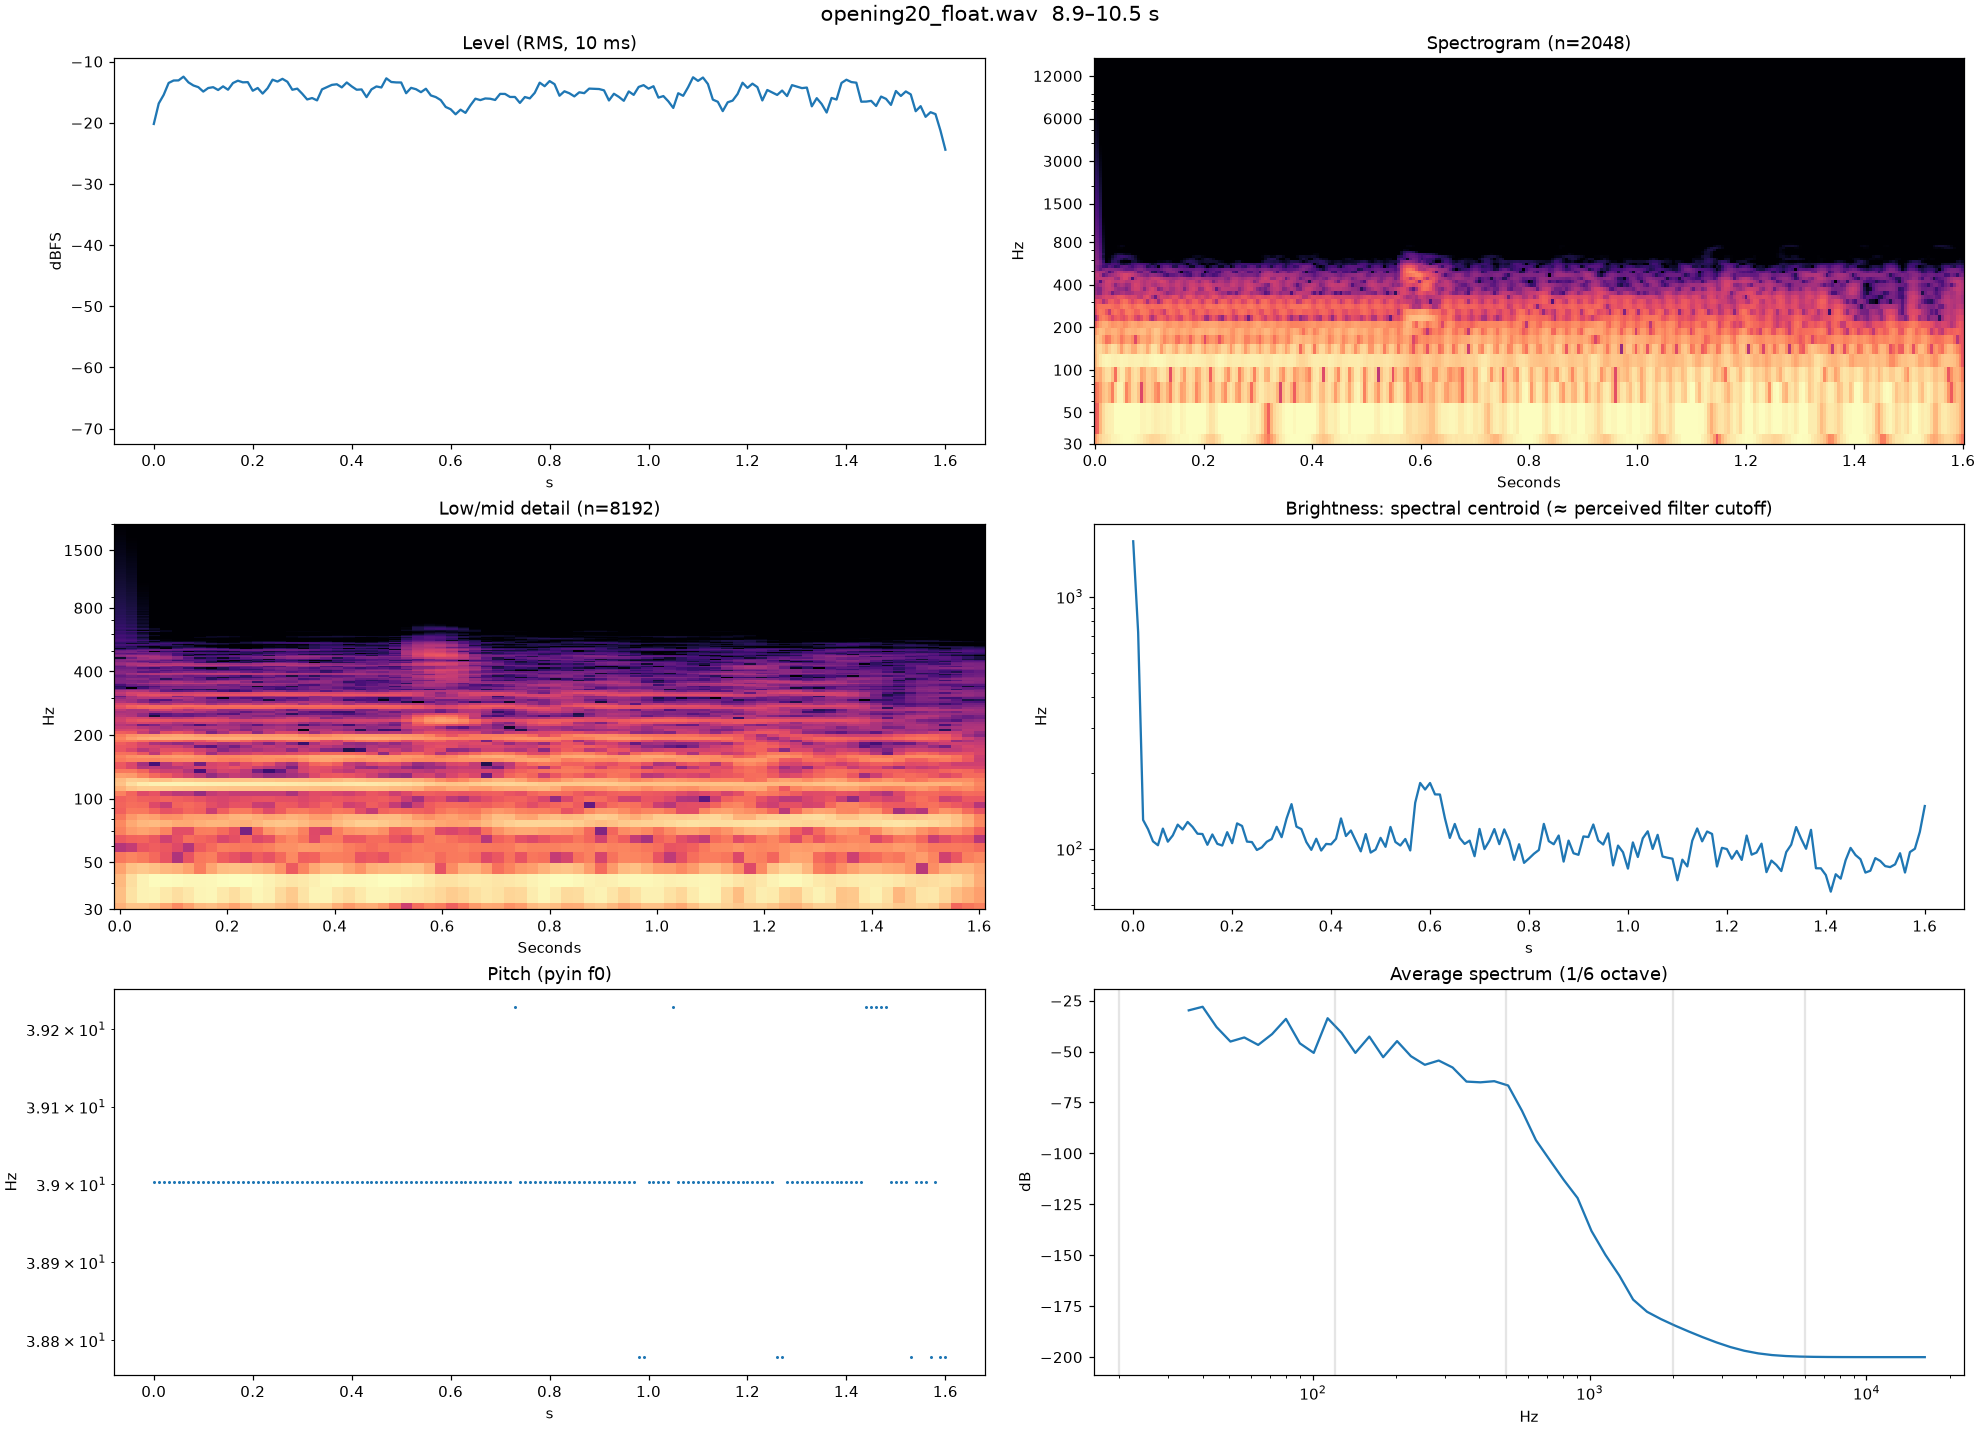 opening20_float.wav  8.9–10.5 s
Level (RMS, 10 ms)
−10
−20
−30
−40
−50
−60
−70
dBFS
0.0 0.2 0.4 0.6 0.8 1.0 1.2 1.4 1.6
s
Spectrogram (n=2048)
12000
6000
3000
1500
800
400
200
100
50
30
Hz
0.0 0.2 0.4 0.6 0.8 1.0 1.2 1.4 1.6
Seconds
Low/mid detail (n=8192)
1500
800
400
200
100
50
30
Hz
0.0 0.2 0.4 0.6 0.8 1.0 1.2 1.4 1.6
Seconds
Brightness: spectral centroid (≈ perceived filter cutoff)
10³
10²
Hz
0.0 0.2 0.4 0.6 0.8 1.0 1.2 1.4 1.6
s
Pitch (pyin f0)
3.92 × 10¹
3.91 × 10¹
3.9 × 10¹
3.89 × 10¹
3.88 × 10¹
Hz
0.0 0.2 0.4 0.6 0.8 1.0 1.2 1.4 1.6
s
Average spectrum (1/6 octave)
−25
−50
−75
−100
−125
−150
−175
−200
dB
10² 10³ 10⁴
Hz